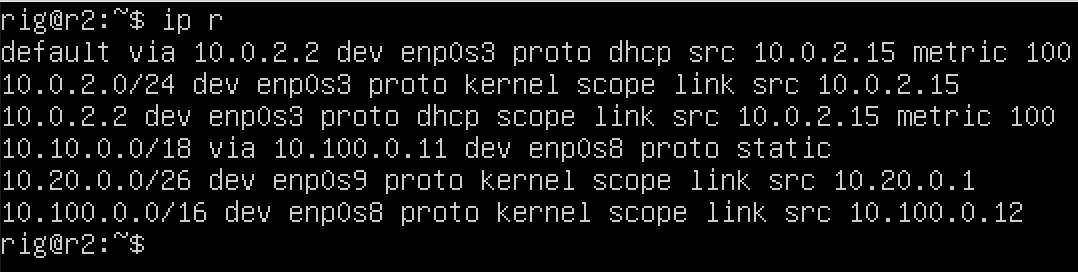 rig@r2:~$ ip r
default via 10.0.2.2 dev enp0s3 proto dhcp src 10.0.2.15 metric 100
10.0.2.0/24 dev enp0s3 proto kernel scope link src 10.0.2.15
10.0.2.2 dev enp0s3 proto dhcp scope link src 10.0.2.15 metric 100
10.10.0.0/18 via 10.100.0.11 dev enp0s8 proto static
10.20.0.0/26 dev enp0s9 proto kernel scope link src 10.20.0.1
10.100.0.0/16 dev enp0s8 proto kernel scope link src 10.100.0.12
rig@r2:~$